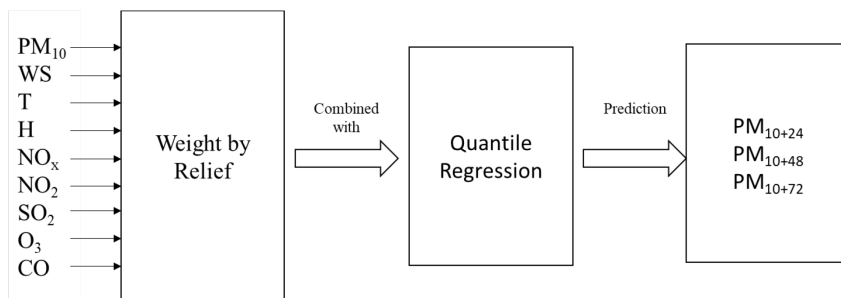 PM₁₀
WS
T
H
NOₓ
NO₂
SO₂
O₃
CO
Weight by
Relief
Combined
with
Quantile
Regression
Prediction
PM₁₀₊₂₄
PM₁₀₊₄₈
PM₁₀₊₇₂